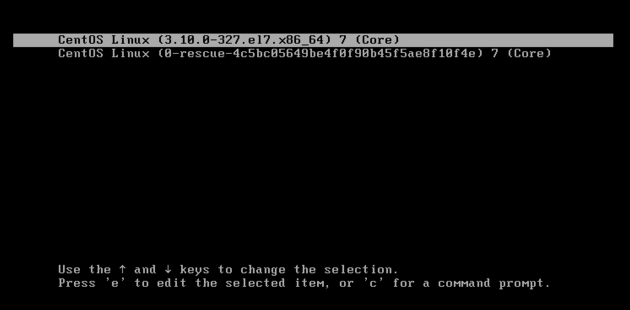 CentOS Linux (3.10.0-327.el7.x86_64) 7 (Core)
CentOS Linux (0-rescue-4c5bc05649be4f0f90b45f5ae8f10f4e) 7 (Core)
Use the ↑ and ↓ keys to change the selection.
Press 'e' to edit the selected item, or 'c' for a command prompt.